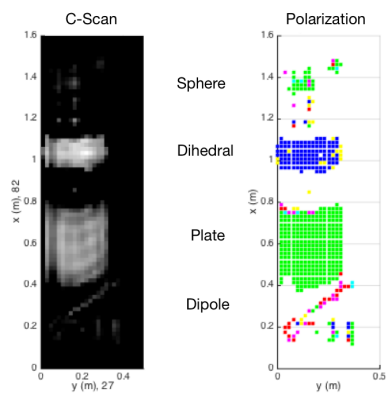 C-Scan
Polarization
1.6
1.4
1.2
1
0.8
0.6
0.4
0.2
0
x (m), 82
0
0.2
0.4
y (m), 27
Sphere
Dihedral
Plate
Dipole
1.6
1.4
1.2
1
0.8
0.6
0.4
0.2
0
x (m)
0
0.5
y (m)